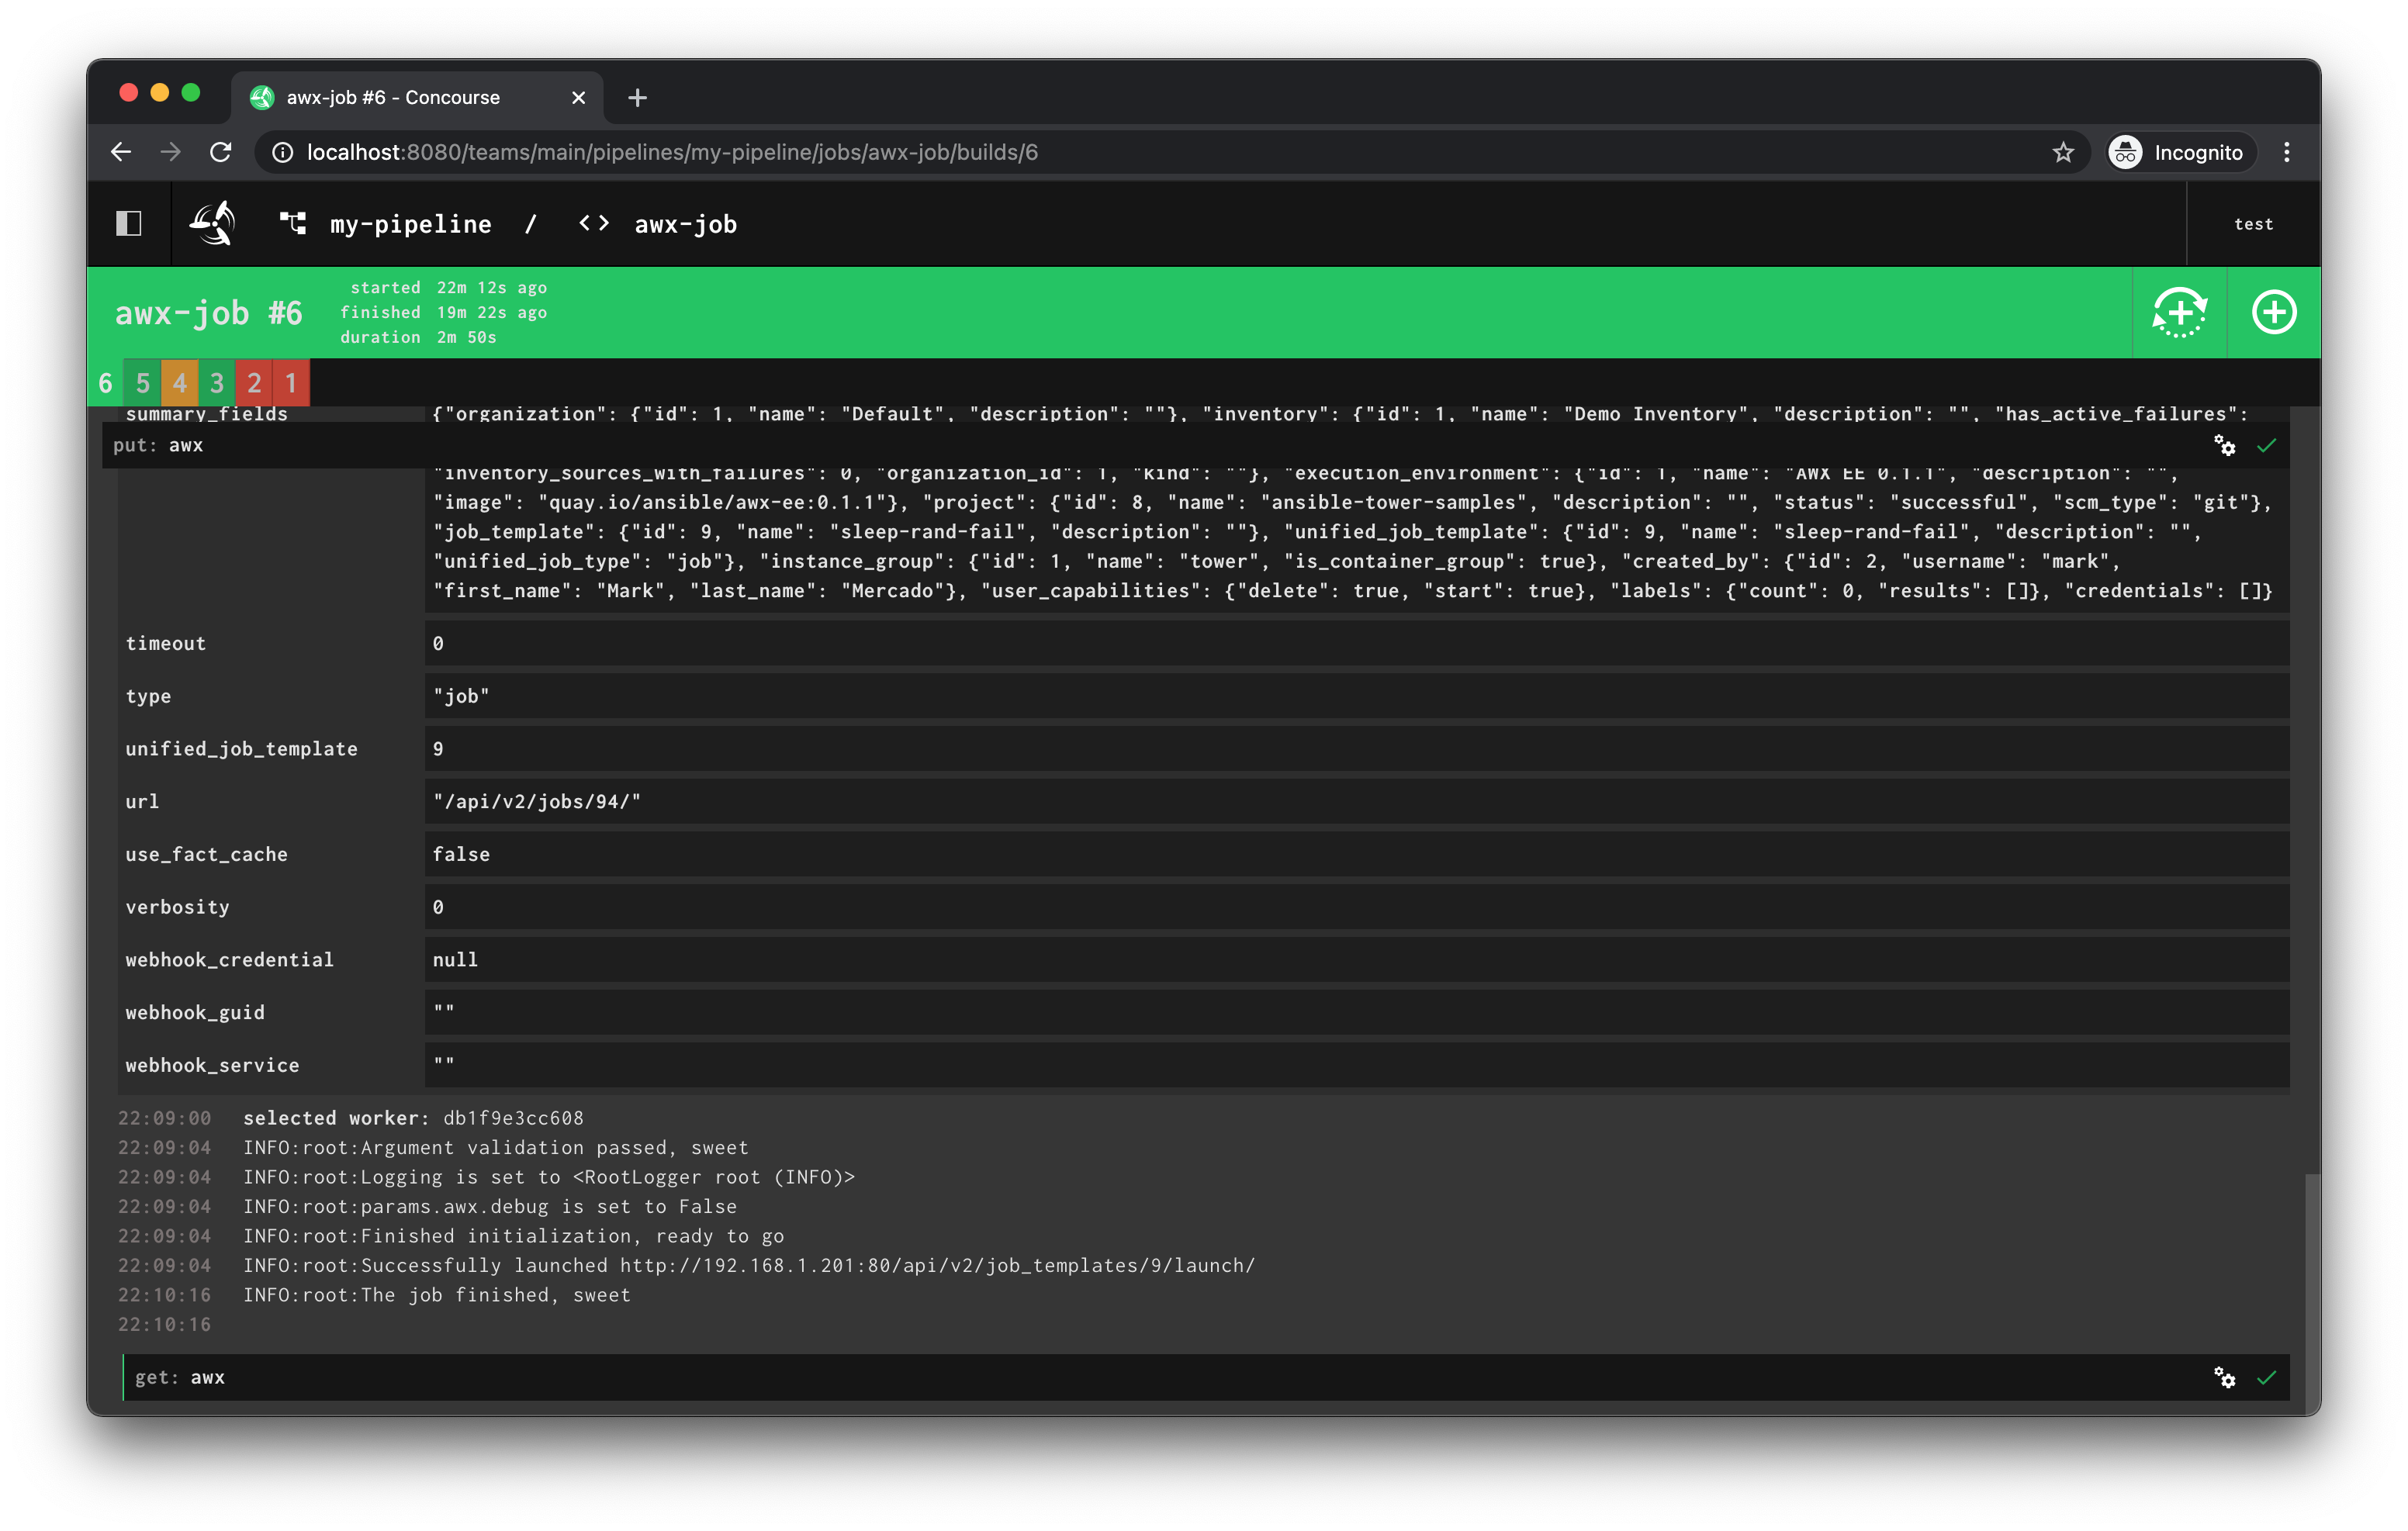 awx-job #6 - Concourse
localhost:8080/teams/main/pipelines/my-pipeline/jobs/awx-job/builds/6
Incognito
my-pipeline / awx-job
test
awx-job #6
started 22m 12s ago
finished 19m 22s ago
duration 2m 50s
6 5 4 3 2 1
summary_fields {"organization": {"id": 1, "name": "Default", "description": ""}, "inventory": {"id": 1, "name": "Demo Inventory", "description": "", "has_active_failures":
put: awx
"inventory_sources_with_failures": 0, "organization_id": 1, "kind": ""}, "execution_environment": {"id": 1, "name": "AWX EE 0.1.1", "description": "",
"image": "quay.io/ansible/awx-ee:0.1.1"}, "project": {"id": 8, "name": "ansible-tower-samples", "description": "", "status": "successful", "scm_type": "git"},
"job_template": {"id": 9, "name": "sleep-rand-fail", "description": ""}, "unified_job_template": {"id": 9, "name": "sleep-rand-fail", "description": "",
"unified_job_type": "job"}, "instance_group": {"id": 1, "name": "tower", "is_container_group": true}, "created_by": {"id": 2, "username": "mark",
"first_name": "Mark", "last_name": "Mercado"}, "user_capabilities": {"delete": true, "start": true}, "labels": {"count": 0, "results": []}, "credentials": []}
timeout 0
type "job"
unified_job_template 9
url "/api/v2/jobs/94/"
use_fact_cache false
verbosity 0
webhook_credential null
webhook_guid ""
webhook_service ""
22:09:00 selected worker: db1f9e3cc608
22:09:04 INFO:root:Argument validation passed, sweet
22:09:04 INFO:root:Logging is set to <RootLogger root (INFO)>
22:09:04 INFO:root:params.awx.debug is set to False
22:09:04 INFO:root:Finished initialization, ready to go
22:09:04 INFO:root:Successfully launched http://192.168.1.201:80/api/v2/job_templates/9/launch/
22:10:16 INFO:root:The job finished, sweet
22:10:16
get: awx